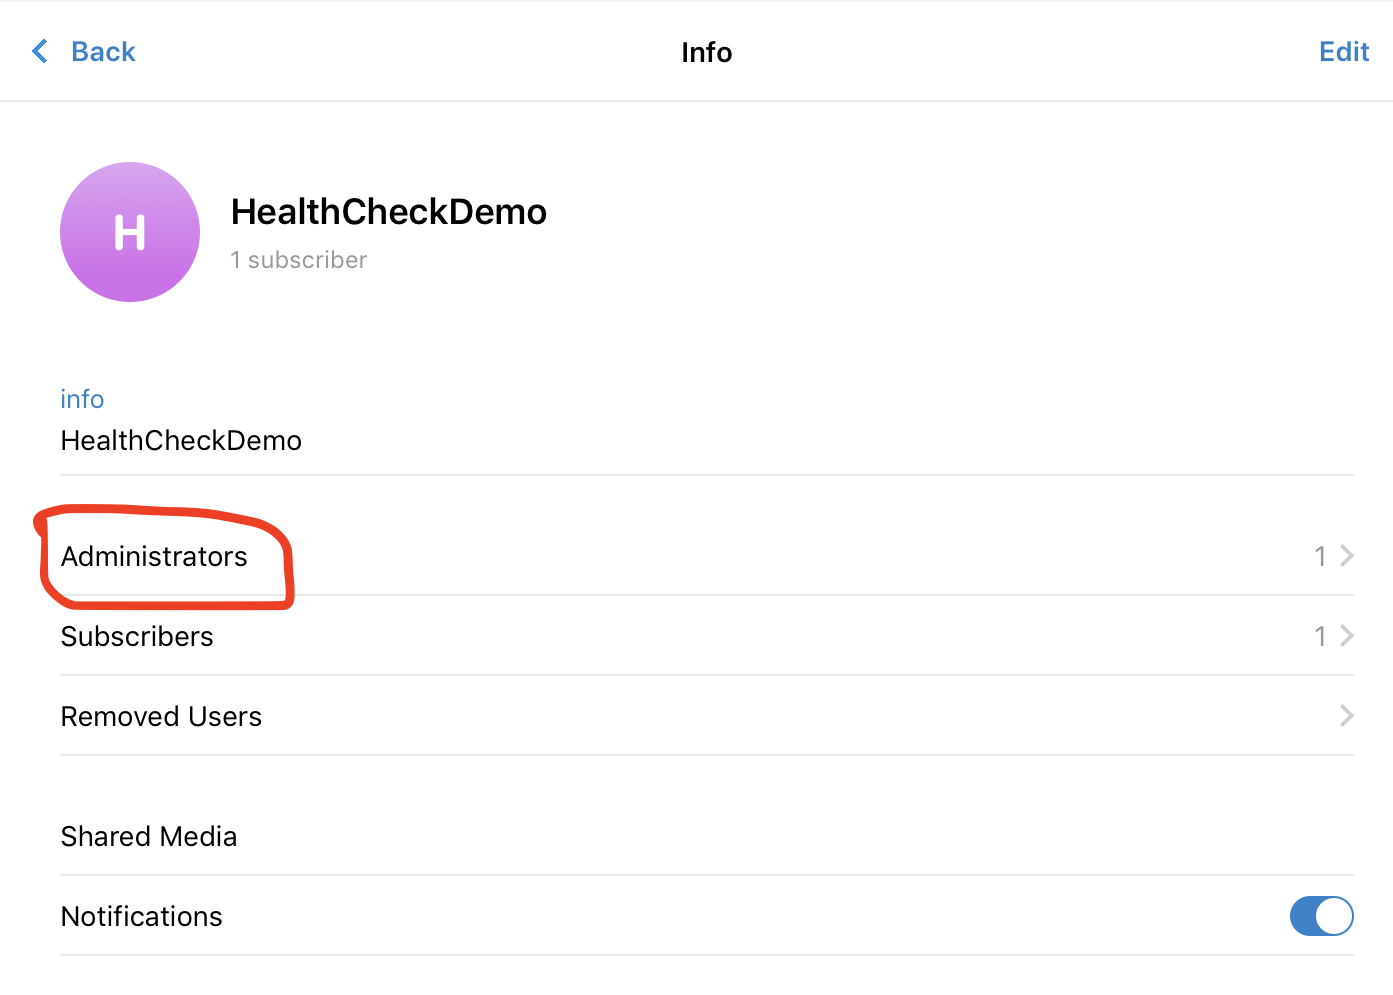 Back Info Edit
H
HealthCheckDemo
1 subscriber
info
HealthCheckDemo
Administrators 1
Subscribers 1
Removed Users
Shared Media
Notifications